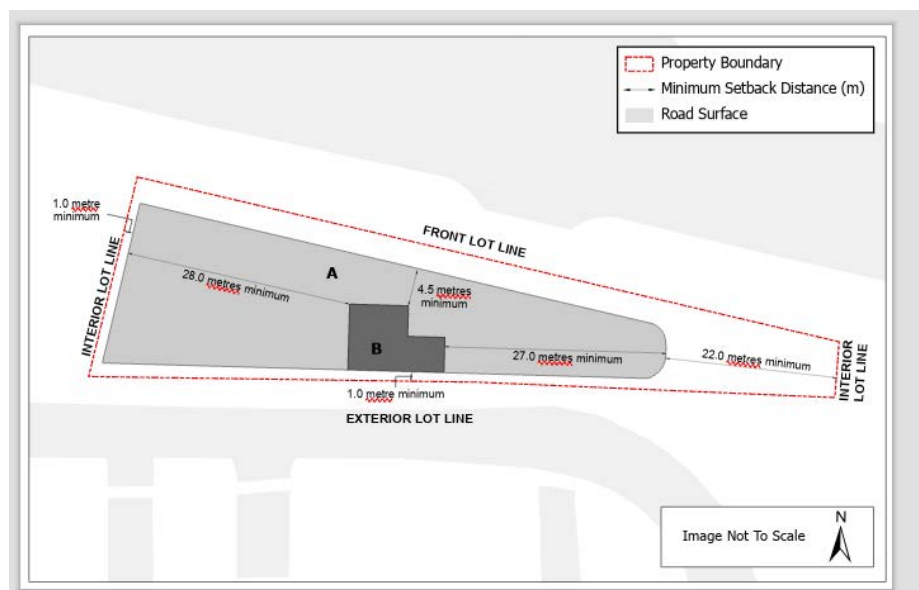 Property Boundary
Minimum Setback Distance (m)
Road Surface
1.0 metre
minimum
FRONT LOT LINE
INTERIOR LOT LINE
A
28.0 metres minimum
4.5 metres
minimum
B
27.0 metres minimum
22.0 metres minimum
INTERIOR
LOT LINE
1.0 metre minimum
EXTERIOR LOT LINE
Image Not To Scale
N